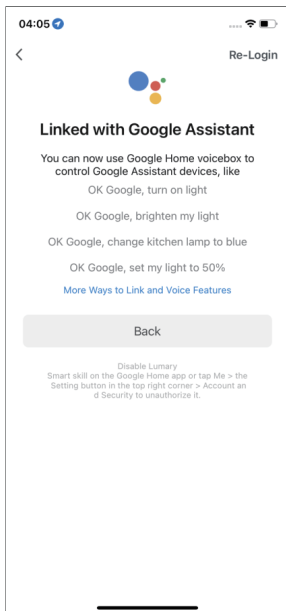 04:05
Re-Login
Linked with Google Assistant
You can now use Google Home voicebox to
control Google Assistant devices, like
OK Google, turn on light
OK Google, brighten my light
OK Google, change kitchen lamp to blue
OK Google, set my light to 50%
More Ways to Link and Voice Features
Back
Disable Lumary
Smart skill on the Google Home app or tap Me > the
Setting button in the top right corner > Account an
d Security to unauthorize it.